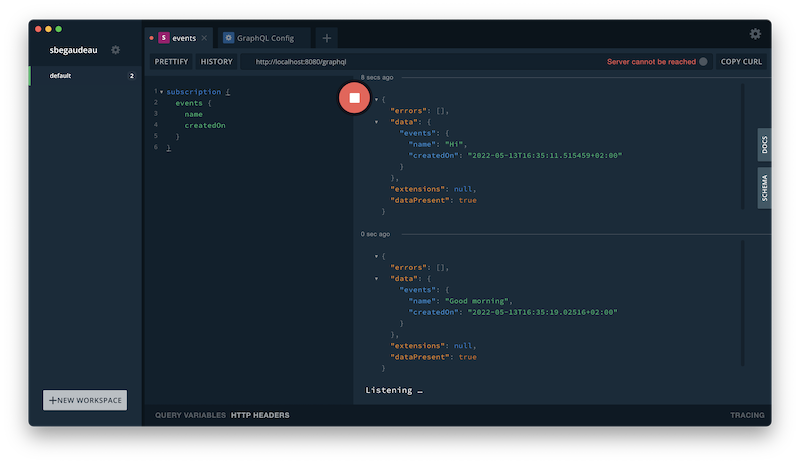 sbegaudeau
default
2
S
events
GraphQL Config
PRETTIFY
HISTORY
http://localhost:8080/graphql
Server cannot be reached
COPY CURL
1 subscription {
2 events {
3 name
4 createdOn
5 }
6 }
8 secs ago
{
"errors": [],
"data": {
"events": {
"name": "Hi",
"createdOn": "2022-05-13T16:35:11.515459+02:00"
}
},
"extensions": null,
"dataPresent": true
}
0 sec ago
{
"errors": [],
"data": {
"events": {
"name": "Good morning",
"createdOn": "2022-05-13T16:35:19.02516+02:00"
}
},
"extensions": null,
"dataPresent": true
}
Listening …
DOCS
SCHEMA
+NEW WORKSPACE
QUERY VARIABLES
HTTP HEADERS
TRACING